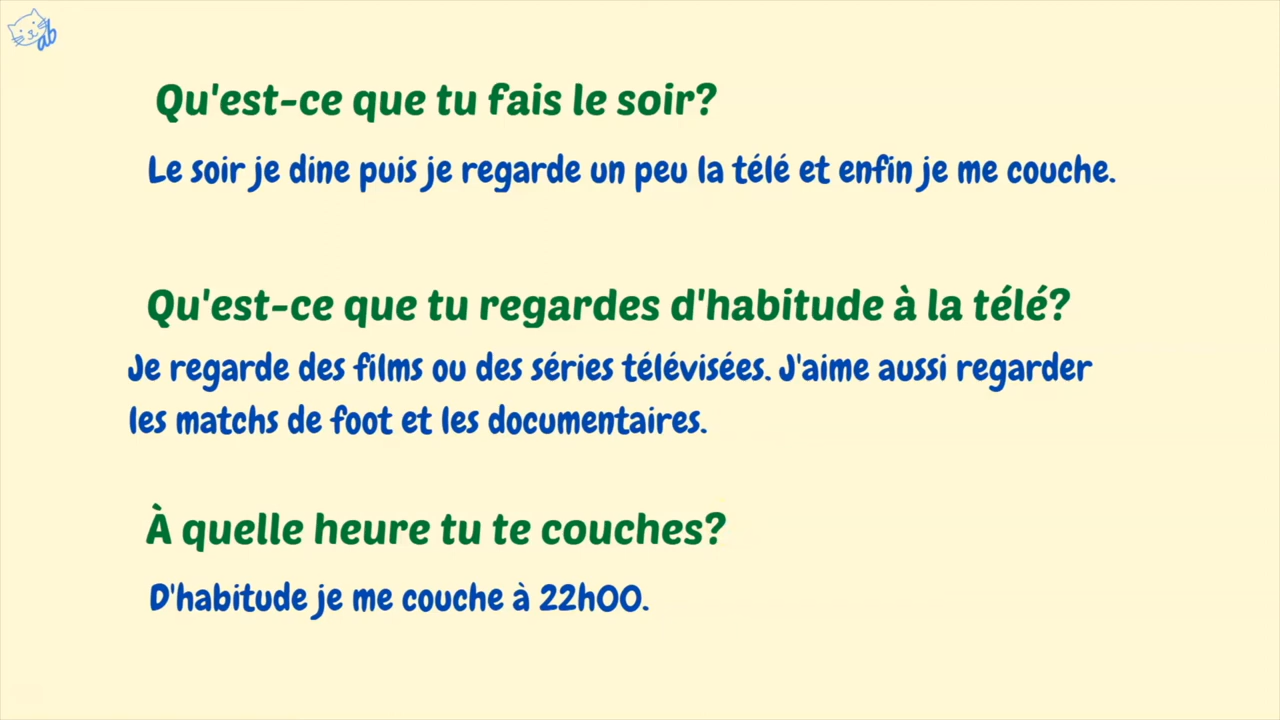 ab
Qu'est-ce que tu fais le soir?
Le soir je dine puis je regarde un peu la télé et enfin je me couche.
Qu'est-ce que tu regardes d'habitude à la télé?
Je regarde des films ou des séries télévisées. J'aime aussi regarder
les matchs de foot et les documentaires.
À quelle heure tu te couches?
D'habitude je me couche à 22h00.